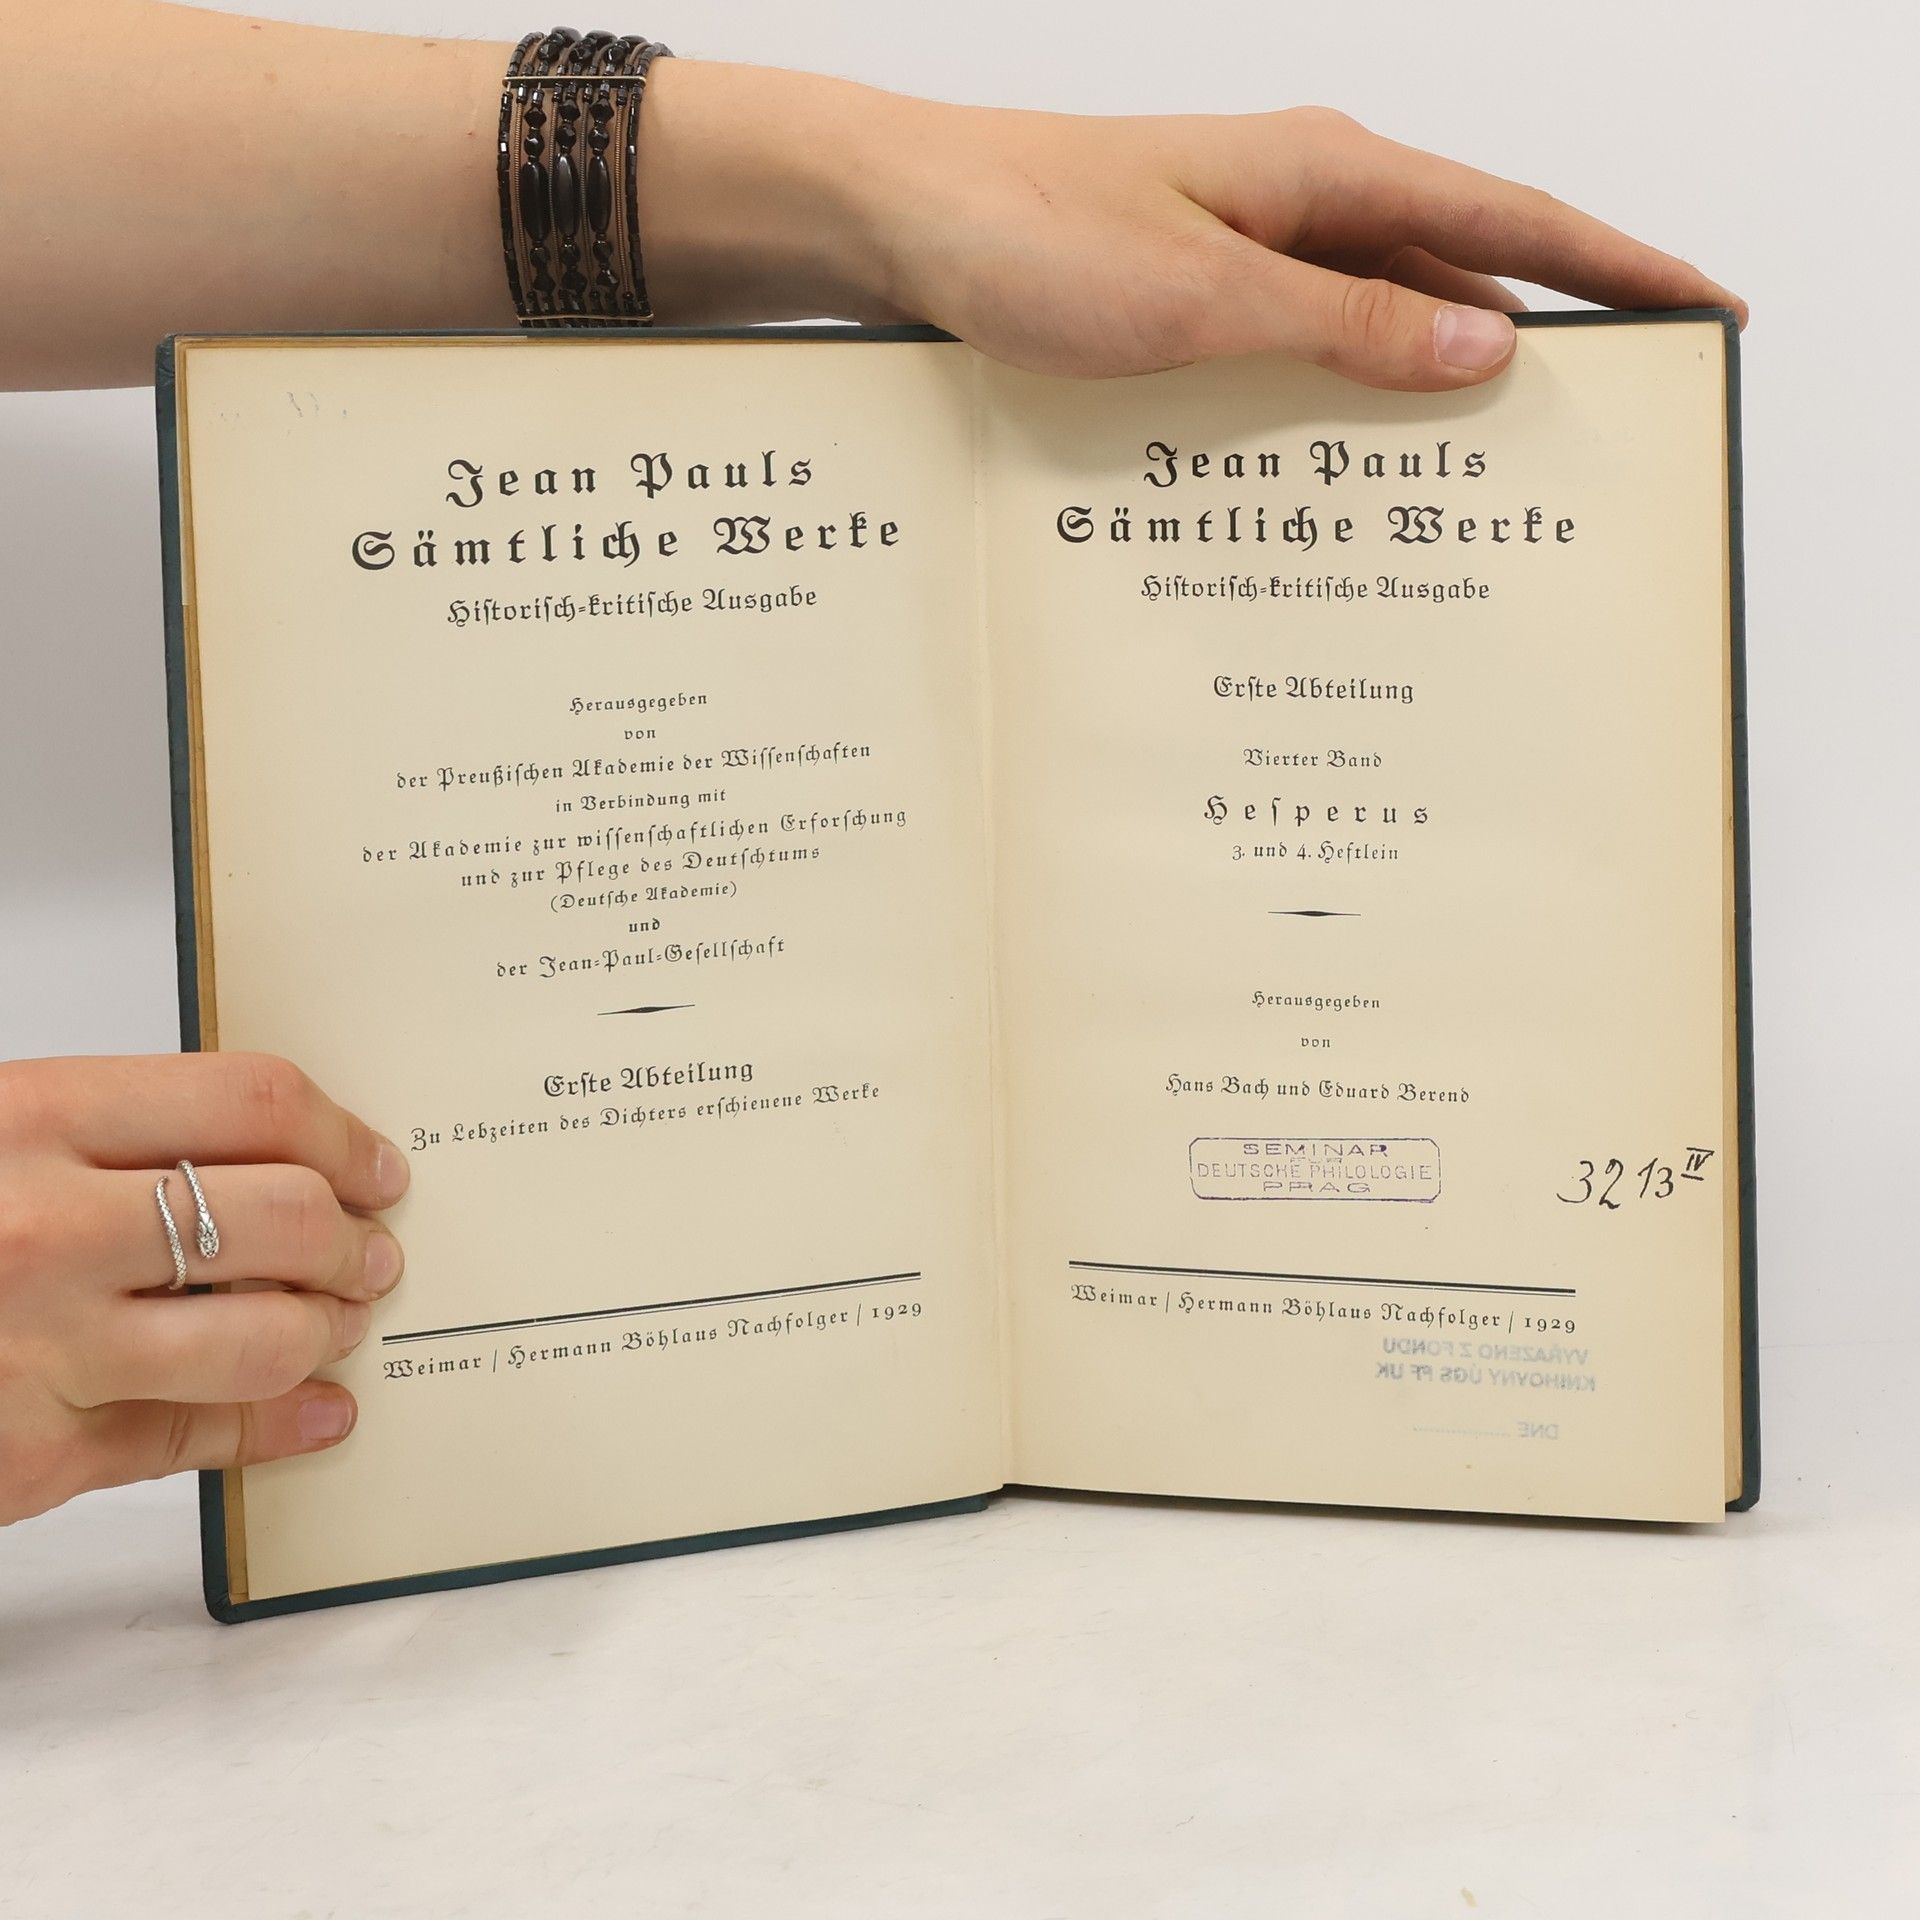 Jean Pauls
Sämtliche Werke
Hiſtoriſch-kritiſche Ausgabe
Herausgegeben
von
der Preußiſchen Akademie der Wiſſenſchaften
in Verbindung mit
der Akademie zur wiſſenſchaftlichen Erforſchung
und zur Pflege des Deutſchtums
(Deutſche Akademie)
und
der Jean-Paul-Geſellſchaft
Erſte Abteilung
Zu Lebzeiten des Dichters erſchienene Werke
Weimar / Hermann Böhlaus Nachfolger / 1929
Jean Pauls
Sämtliche Werke
Hiſtoriſch-kritiſche Ausgabe
Erſte Abteilung
Vierter Band
Heſperus
3. und 4. Heftlein
Herausgegeben
von
Hans Bach und Eduard Berend
SEMINAR
FÜR
DEUTSCHE PHILOLOGIE
PRAG
3213 IV
Weimar / Hermann Böhlaus Nachfolger / 1929
VYŘAZENO Z FONDU
KNIHOVNY ÚGS FF UK
DNE ..................